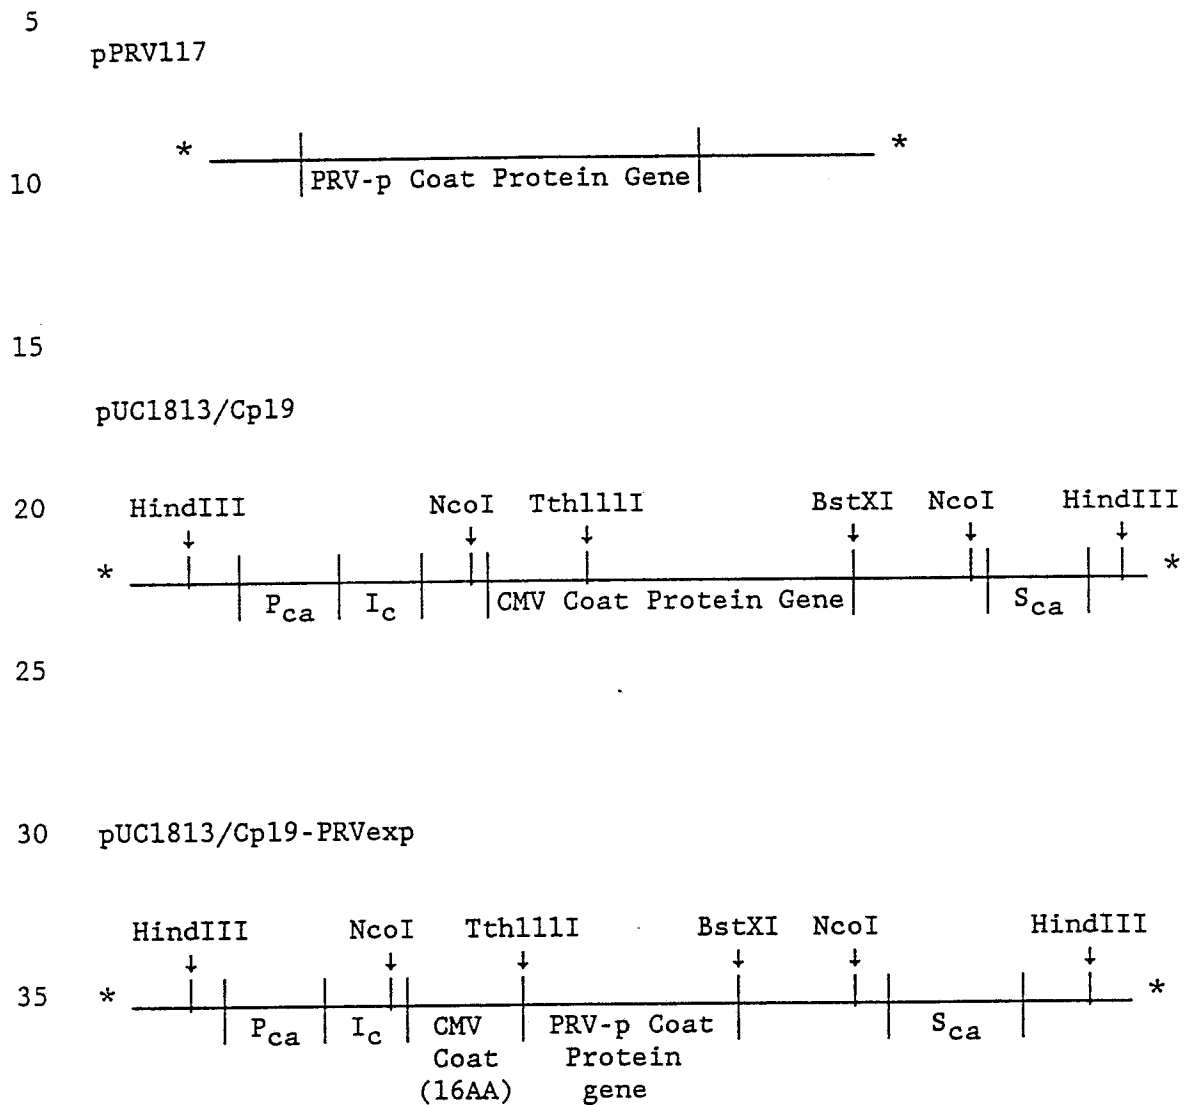 5
pPRV117
* *
10 PRV-p Coat Protein Gene
15
pUC1813/Cp19
20 HindIII NcoI Tth111I BstXI NcoI HindIII
↓ ↓ ↓ ↓ ↓ ↓
* *
Pca Ic CMV Coat Protein Gene Sca
25
30 pUC1813/Cp19-PRVexp
HindIII NcoI Tth111I BstXI NcoI HindIII
↓ ↓ ↓ ↓ ↓ ↓
35 * *
Pca Ic CMV PRV-p Coat Sca
Coat Protein
(16AA) gene